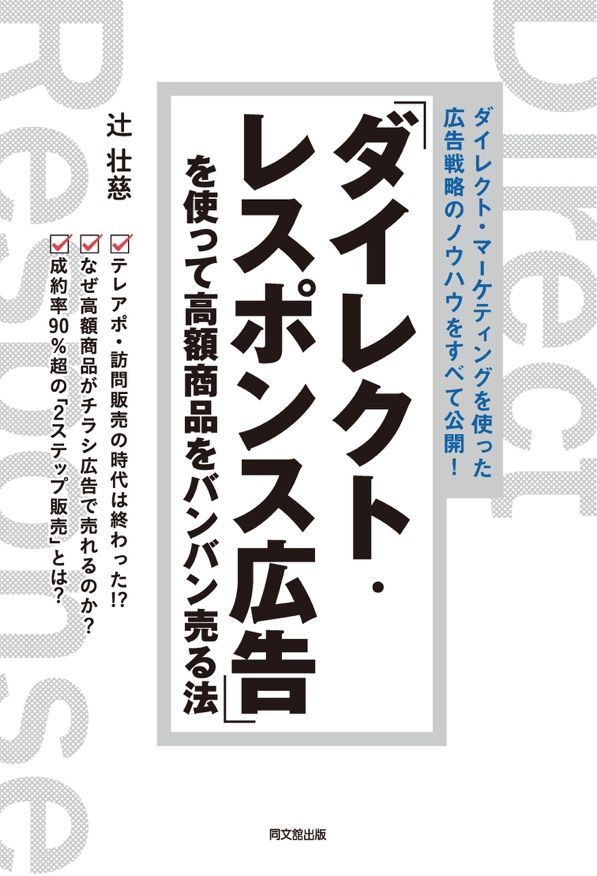 Direct
Response
ダイレクト・マーケティングを使った
広告戦略のノウハウをすべて公開！
「ダイレクト・
レスポンス広告」
を使って高額商品をバンバン売る法
辻 壮慈
テレアポ・訪問販売の時代は終わった!?
なぜ高額商品がチラシ広告で売れるのか?
成約率90%超の「2ステップ販売」とは?
同文舘出版